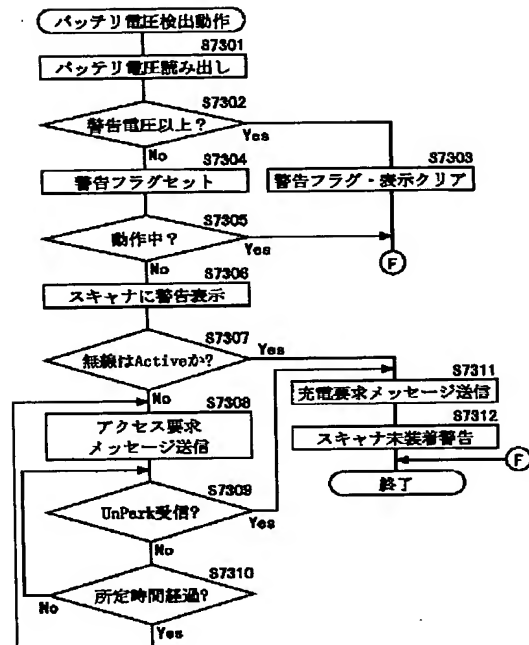 バッテリ電圧検出動作
S7301
バッテリ電圧読み出し
S7302
警告電圧以上?
Yes
No
S7304
警告フラグセット
S7303
警告フラグ・表示クリア
S7305
動作中?
Yes
No
F
S7306
スキャナに警告表示
S7307
無線はActiveか?
Yes
No
S7308
アクセス要求
メッセージ送信
S7311
充電要求メッセージ送信
S7312
スキャナ未装着警告
F
終了
S7309
UnPark受信?
Yes
No
S7310
所定時間経過?
No
Yes